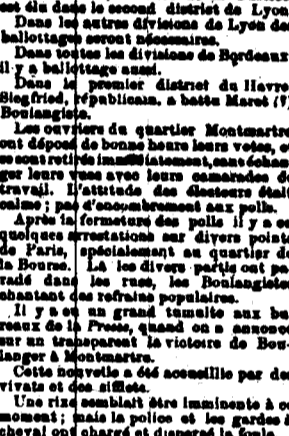 est élu dans le second district de Lyon
Dans les autres divisions de Lyon de
ballottages seront nécessaires.
Dans toutes les divisions de Bordeaux
il y a ballottage aussi.
Dans le premier district du Havre
Siegfried, républicain, a battu Maret (?)
Boulangiste.
Les ouvriers du quartier Montmartre
ont déposé de bonne heure leurs votes, et
se sont retirés immédiatement, sans échan
ger leurs vues avec leurs camarades de
travail. L'attitude des électeurs était
calme; pas d'encombrement aux polls.
Après la fermeture des polls il y a eu
quelques arrestations sur divers points
de Paris, spécialement au quartier de
la Bourse. LA les divers partis ont pa
radé dans les rues, les Boulangistes
chantant des refrains populaires.
Il y a eu un grand tumulte aux bu
reaux de la Presse, quand on a annoncé
sur un transparent la victoire de Bou
langer à Montmartre.
Cette nouvelle a été accueillie par des
vivats et des sifflets.
Une rixe semblait être imminente à ce
moment; mais la police et les gardes à
cheval ont chargé et dispersé la foule